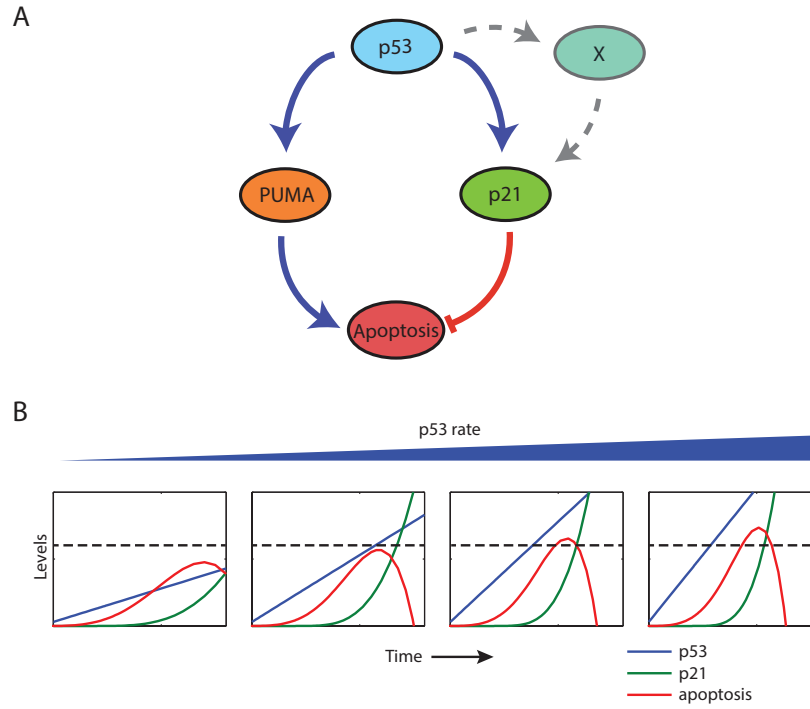 A
p53
X
PUMA
p21
Apoptosis
B
p53 rate
Levels
Time
p53
p21
apoptosis